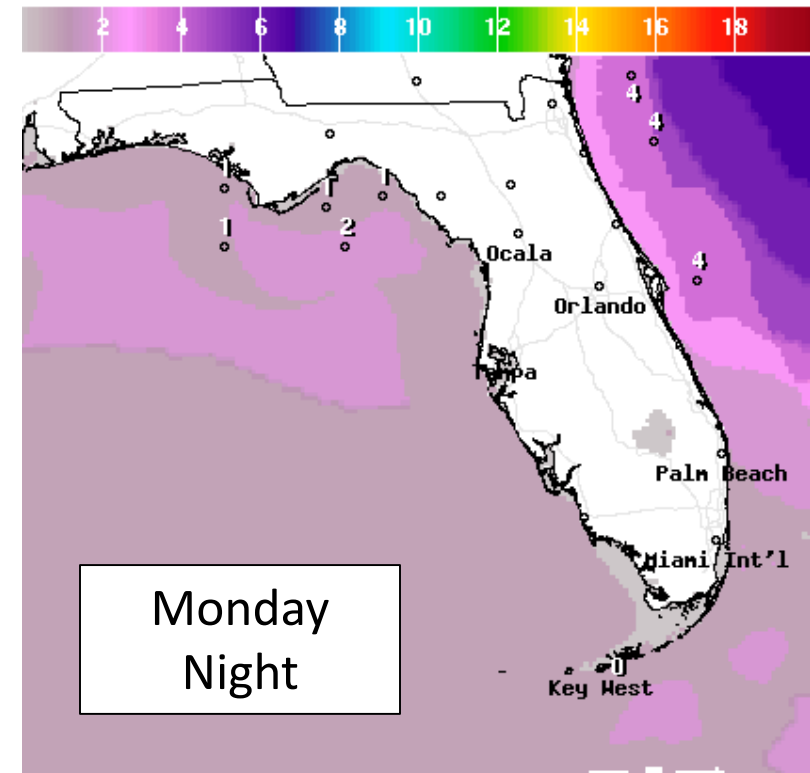 2 4 6 8 10 12 14 16 18
4
4
1
1
1
1 2
Ocala
4
Orlando
Tampa
Palm Beach
Miami Int'l
Monday
Night
0
Key West